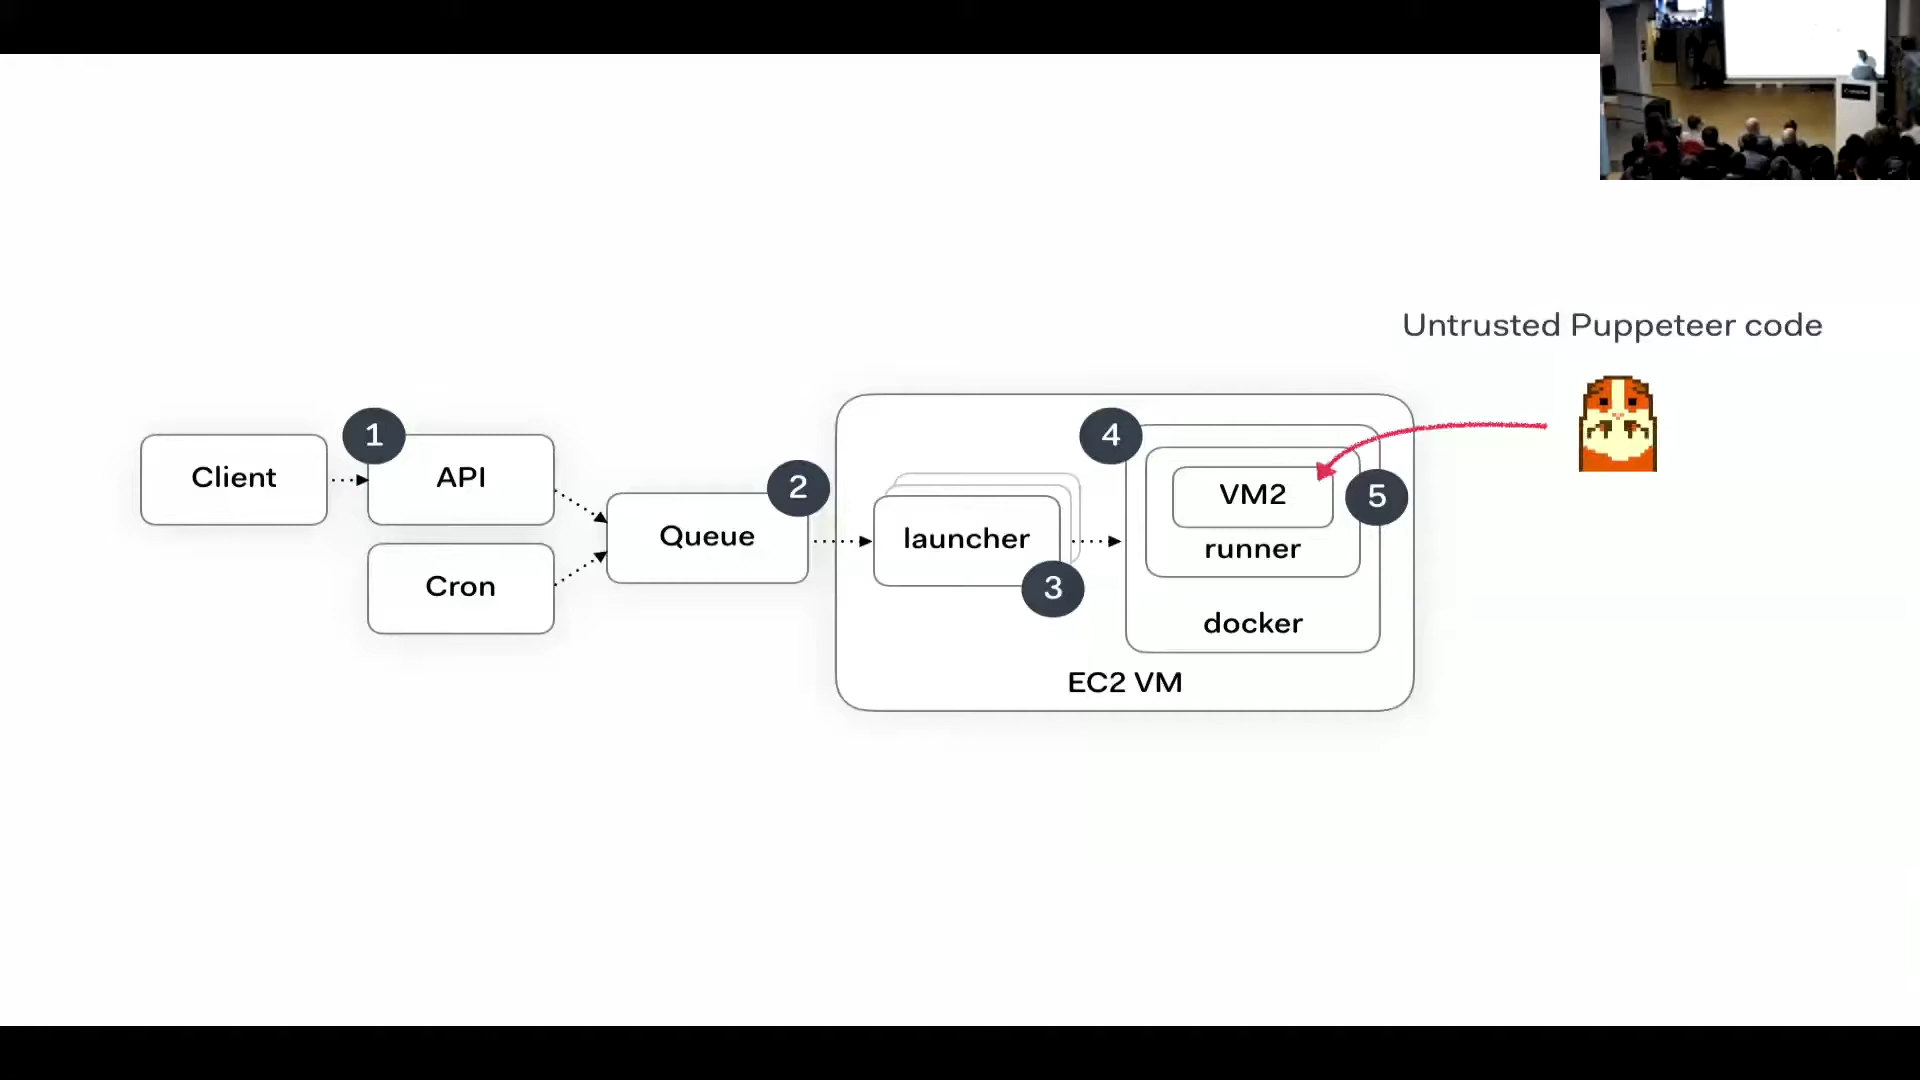 Untrusted Puppeteer code
1
Client
API
Cron
2
Queue
3
launcher
4
5
VM2
runner
docker
EC2 VM